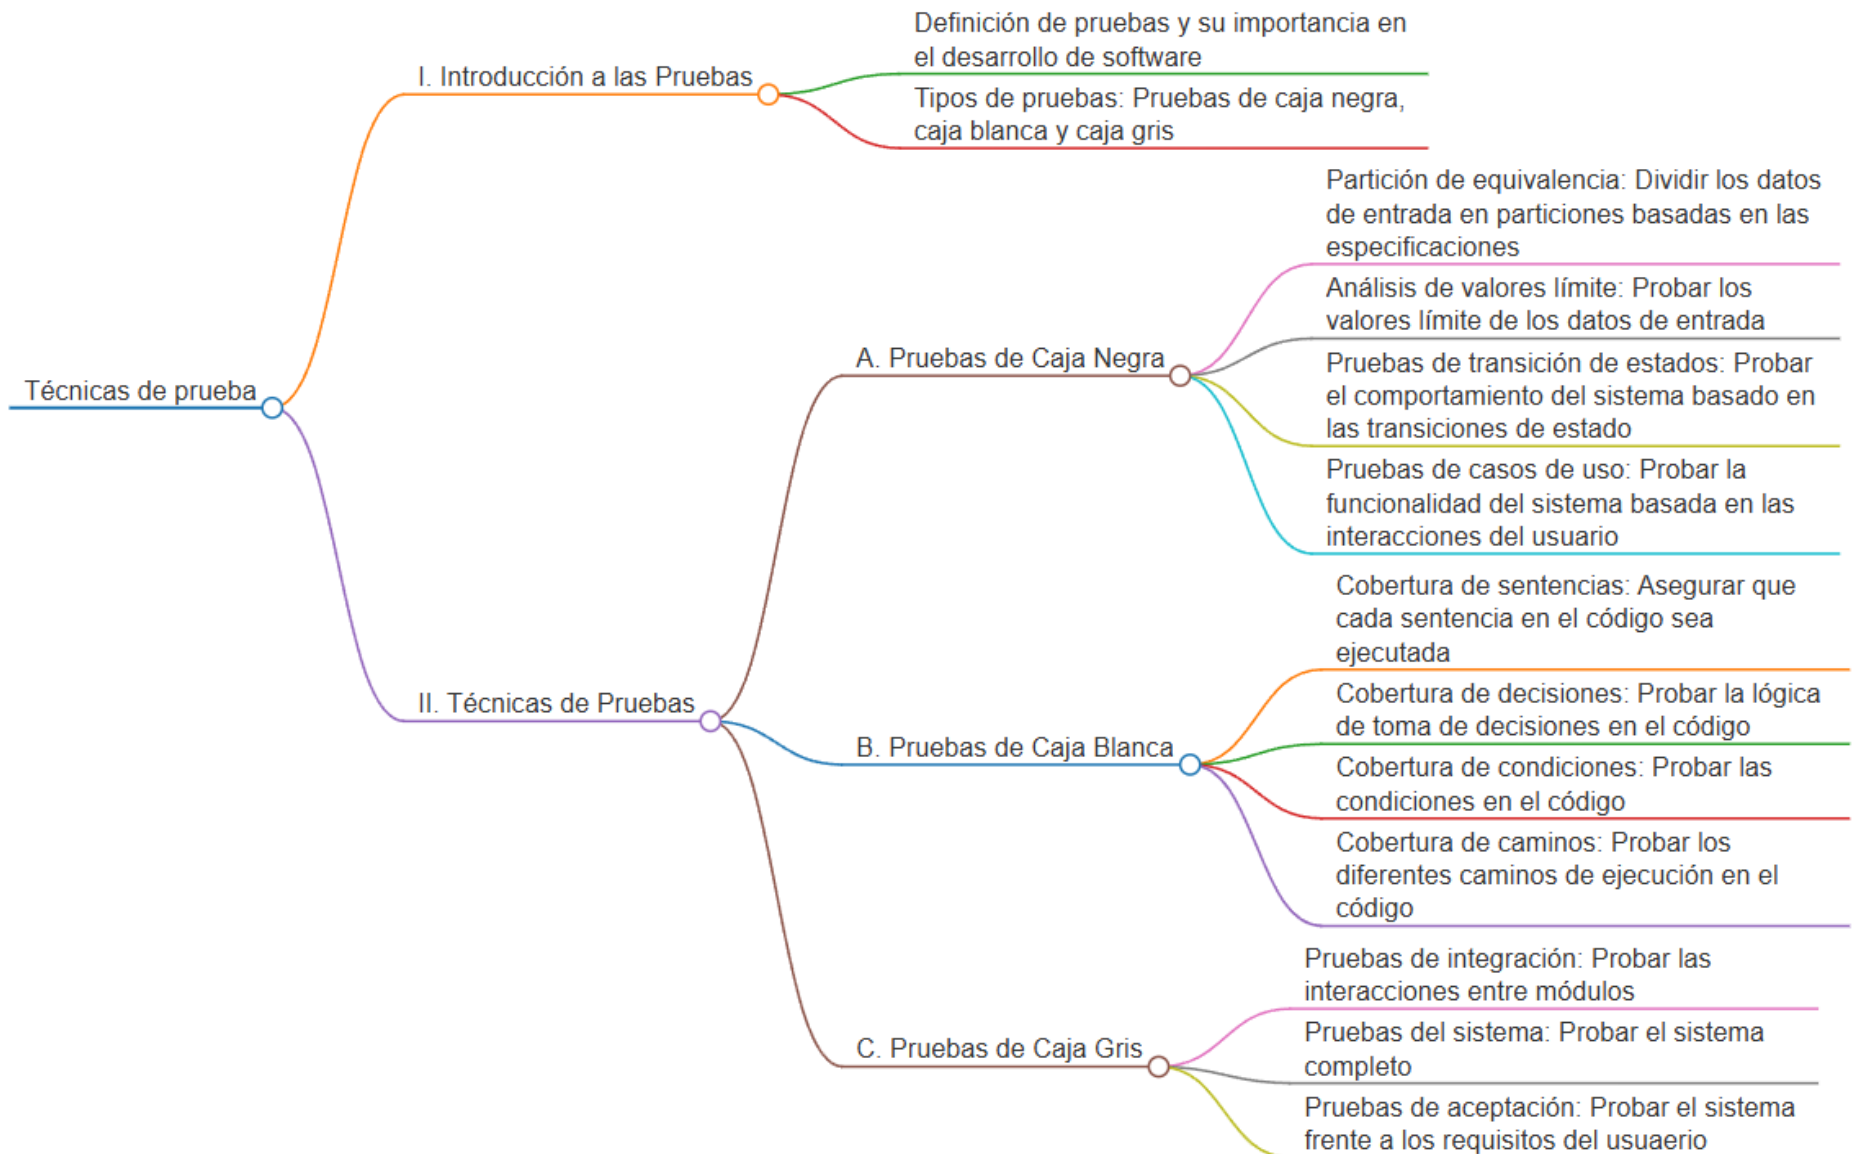 Técnicas de prueba
I. Introducción a las Pruebas
Definición de pruebas y su importancia en
el desarrollo de software
Tipos de pruebas: Pruebas de caja negra,
caja blanca y caja gris
II. Técnicas de Pruebas
A. Pruebas de Caja Negra
Partición de equivalencia: Dividir los datos
de entrada en particiones basadas en las
especificaciones
Análisis de valores límite: Probar los
valores límite de los datos de entrada
Pruebas de transición de estados: Probar
el comportamiento del sistema basado en
las transiciones de estado
Pruebas de casos de uso: Probar la
funcionalidad del sistema basada en las
interacciones del usuario
B. Pruebas de Caja Blanca
Cobertura de sentencias: Asegurar que
cada sentencia en el código sea
ejecutada
Cobertura de decisiones: Probar la lógica
de toma de decisiones en el código
Cobertura de condiciones: Probar las
condiciones en el código
Cobertura de caminos: Probar los
diferentes caminos de ejecución en el
código
C. Pruebas de Caja Gris
Pruebas de integración: Probar las
interacciones entre módulos
Pruebas del sistema: Probar el sistema
completo
Pruebas de aceptación: Probar el sistema
frente a los requisitos del usuaerio